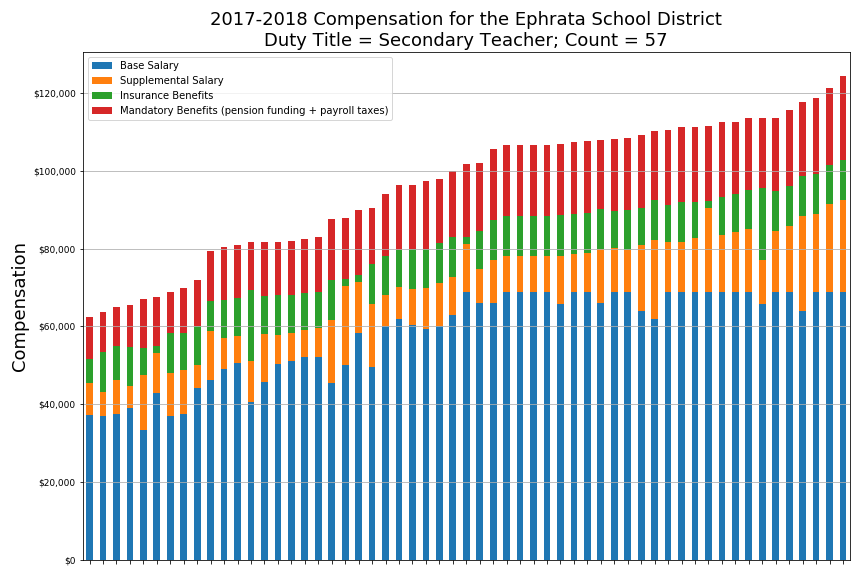 2017-2018 Compensation for the Ephrata School District
Duty Title = Secondary Teacher; Count = 57
Base Salary
Supplemental Salary
Insurance Benefits
Mandatory Benefits (pension funding + payroll taxes)
$120,000
$100,000
$80,000
$60,000
$40,000
$20,000
$0
Compensation